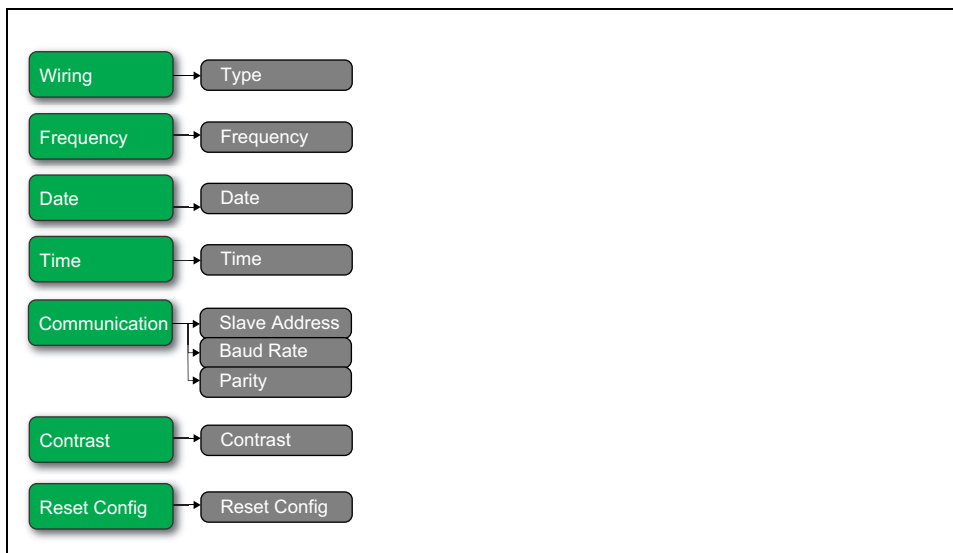 Wiring
Type
Frequency
Frequency
Date
Date
Time
Time
Communication
Slave Address
Baud Rate
Parity
Contrast
Contrast
Reset Config
Reset Config